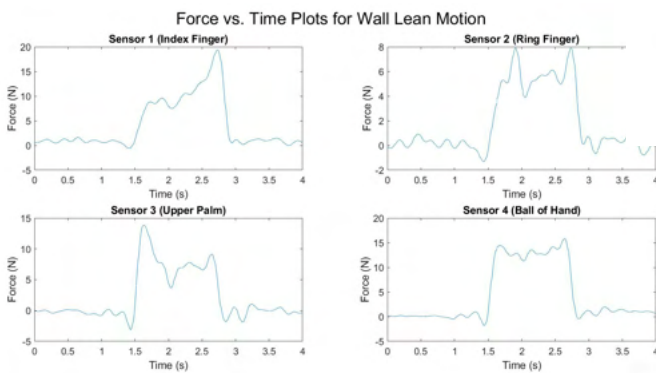 Force vs. Time Plots for Wall Lean Motion
Sensor 1 (Index Finger)
20
15
10
5
0
-5
Force (N)
0 0.5 1 1.5 2 2.5 3 3.5 4
Time (s)
Sensor 2 (Ring Finger)
8
6
4
2
0
-2
Force (N)
0 0.5 1 1.5 2 2.5 3 3.5 4
Time (s)
Sensor 3 (Upper Palm)
15
10
5
0
-5
Force (N)
0 0.5 1 1.5 2 2.5 3 3.5 4
Time (s)
Sensor 4 (Ball of Hand)
20
15
10
5
0
-5
Force (N)
0 0.5 1 1.5 2 2.5 3 3.5 4
Time (s)